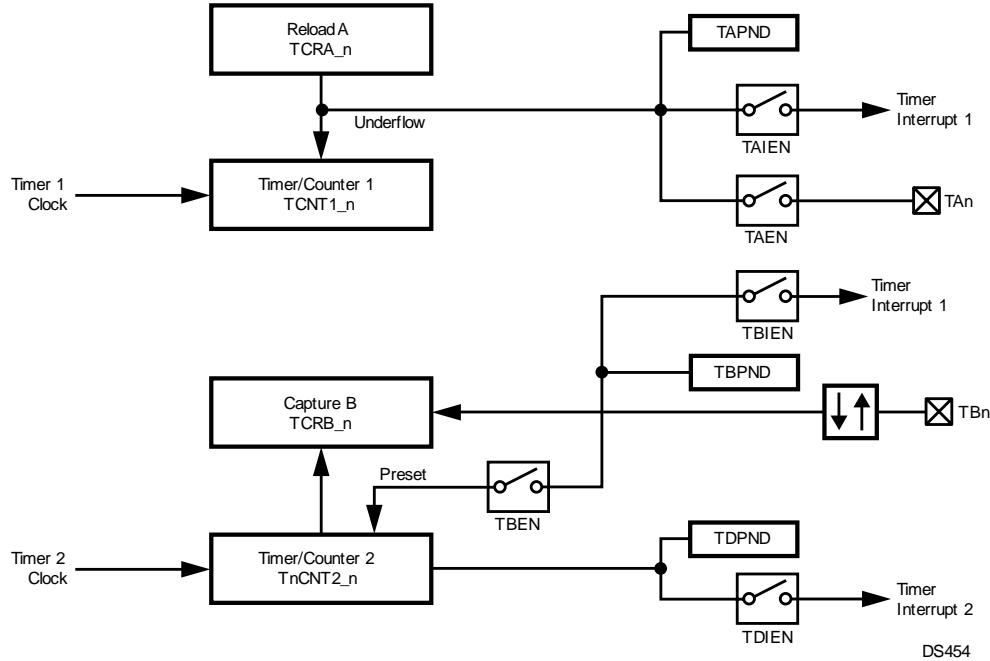 Reload A
TCRA_n
TAPND
Underflow
TAIEN
Timer
Interrupt 1
Timer 1
Clock
Timer/Counter 1
TCNT1_n
TAEN
TAn
TBIEN
Timer
Interrupt 1
TBPND
Capture B
TCRB_n
TBn
Preset
TBEN
Timer 2
Clock
Timer/Counter 2
TnCNT2_n
TDPND
TDIEN
Timer
Interrupt 2
DS454